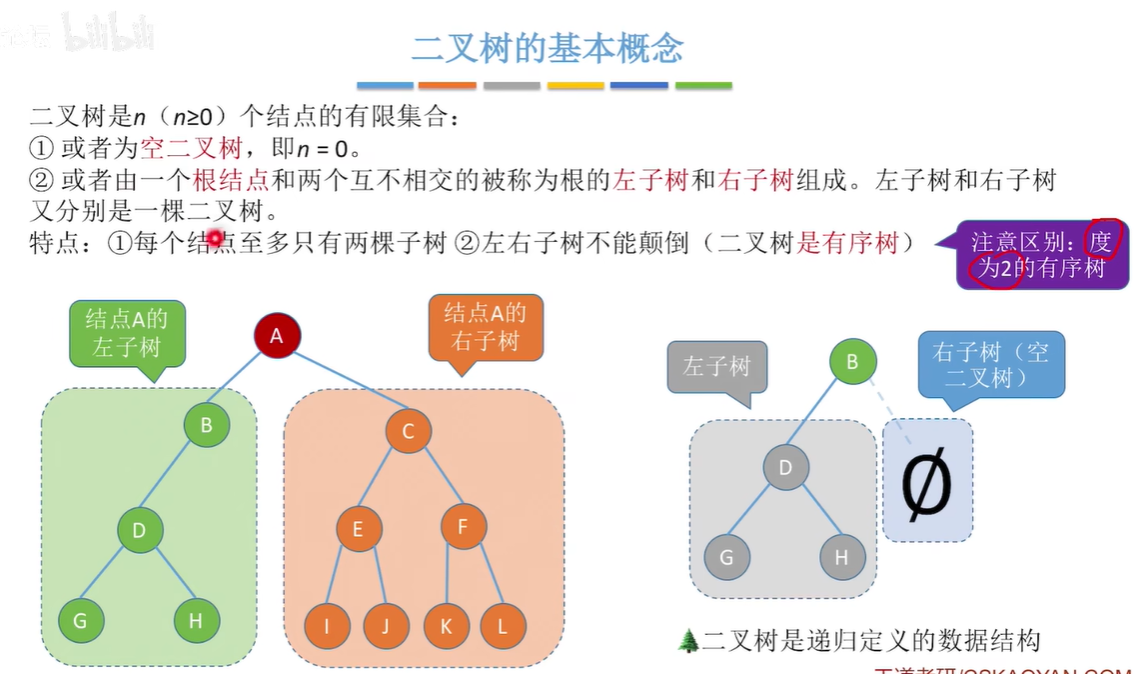 bilibili
二叉树的基本概念
二叉树是n（n≥0）个结点的有限集合：
① 或者为空二叉树，即n = 0。
② 或者由一个根结点和两个互不相交的被称为根的左子树和右子树组成。左子树和右子树
又分别是一棵二叉树。
特点：①每个结点至多只有两棵子树 ②左右子树不能颠倒（二叉树是有序树）
注意区别：度
为2的有序树
结点A的
左子树
A
结点A的
右子树
B
C
D
E
F
G
H
I
J
K
L
左子树
B
右子树（空
二叉树）
D
Ø
G
H
二叉树是递归定义的数据结构